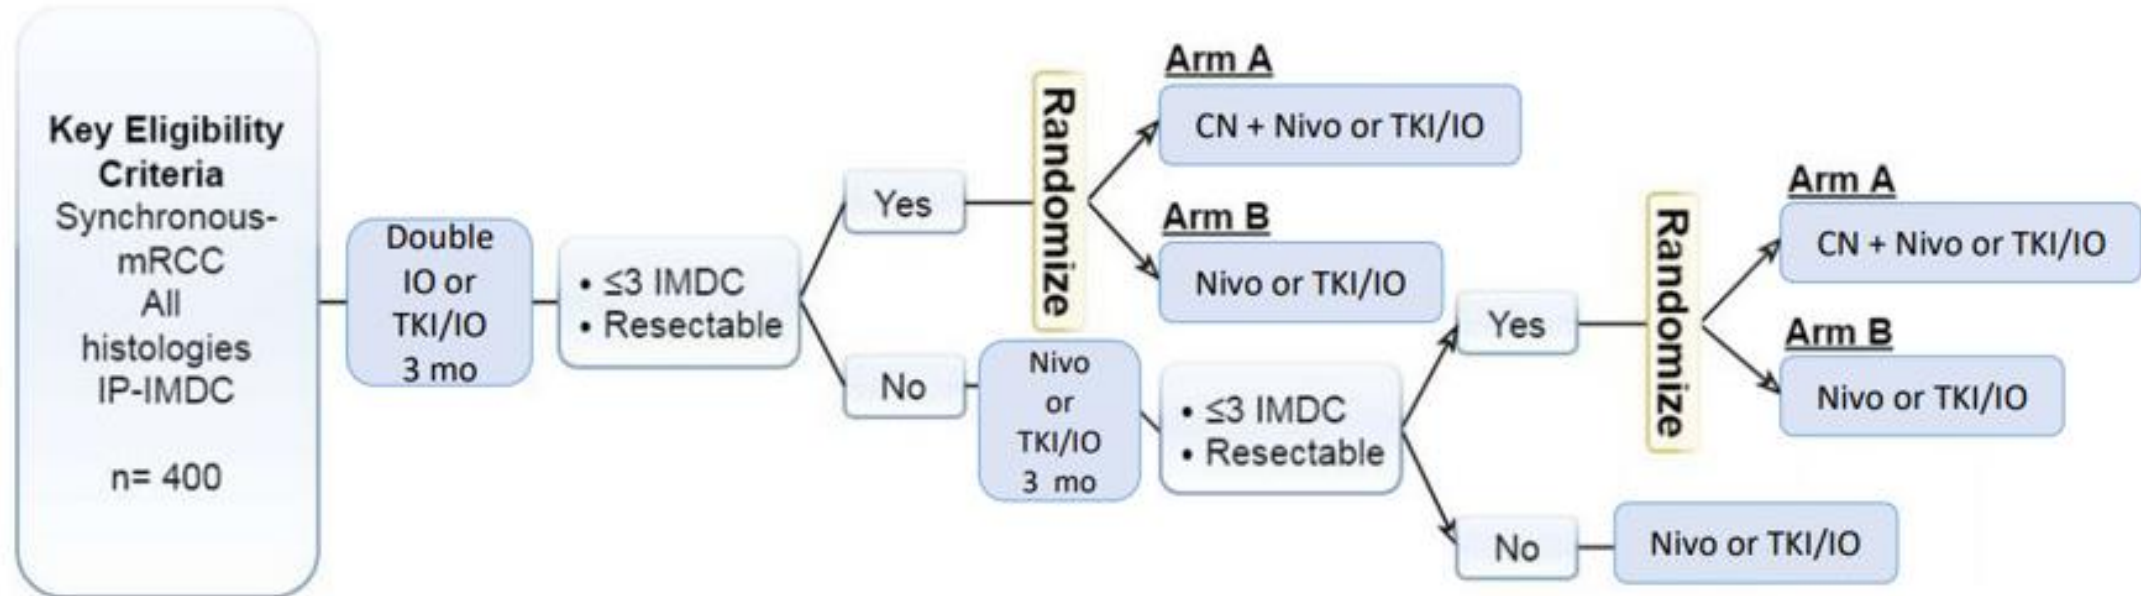 Key Eligibility
Criteria
Synchronous-
mRCC
All
histologies
IP-IMDC
n= 400
Double
IO or
TKI/IO
3 mo
• ≤3 IMDC
• Resectable
Yes
No
Randomize
Arm A
CN + Nivo or TKI/IO
Arm B
Nivo or TKI/IO
Nivo
or
TKI/IO
3 mo
• ≤3 IMDC
• Resectable
Yes
No
Randomize
Arm A
CN + Nivo or TKI/IO
Arm B
Nivo or TKI/IO
Nivo or TKI/IO